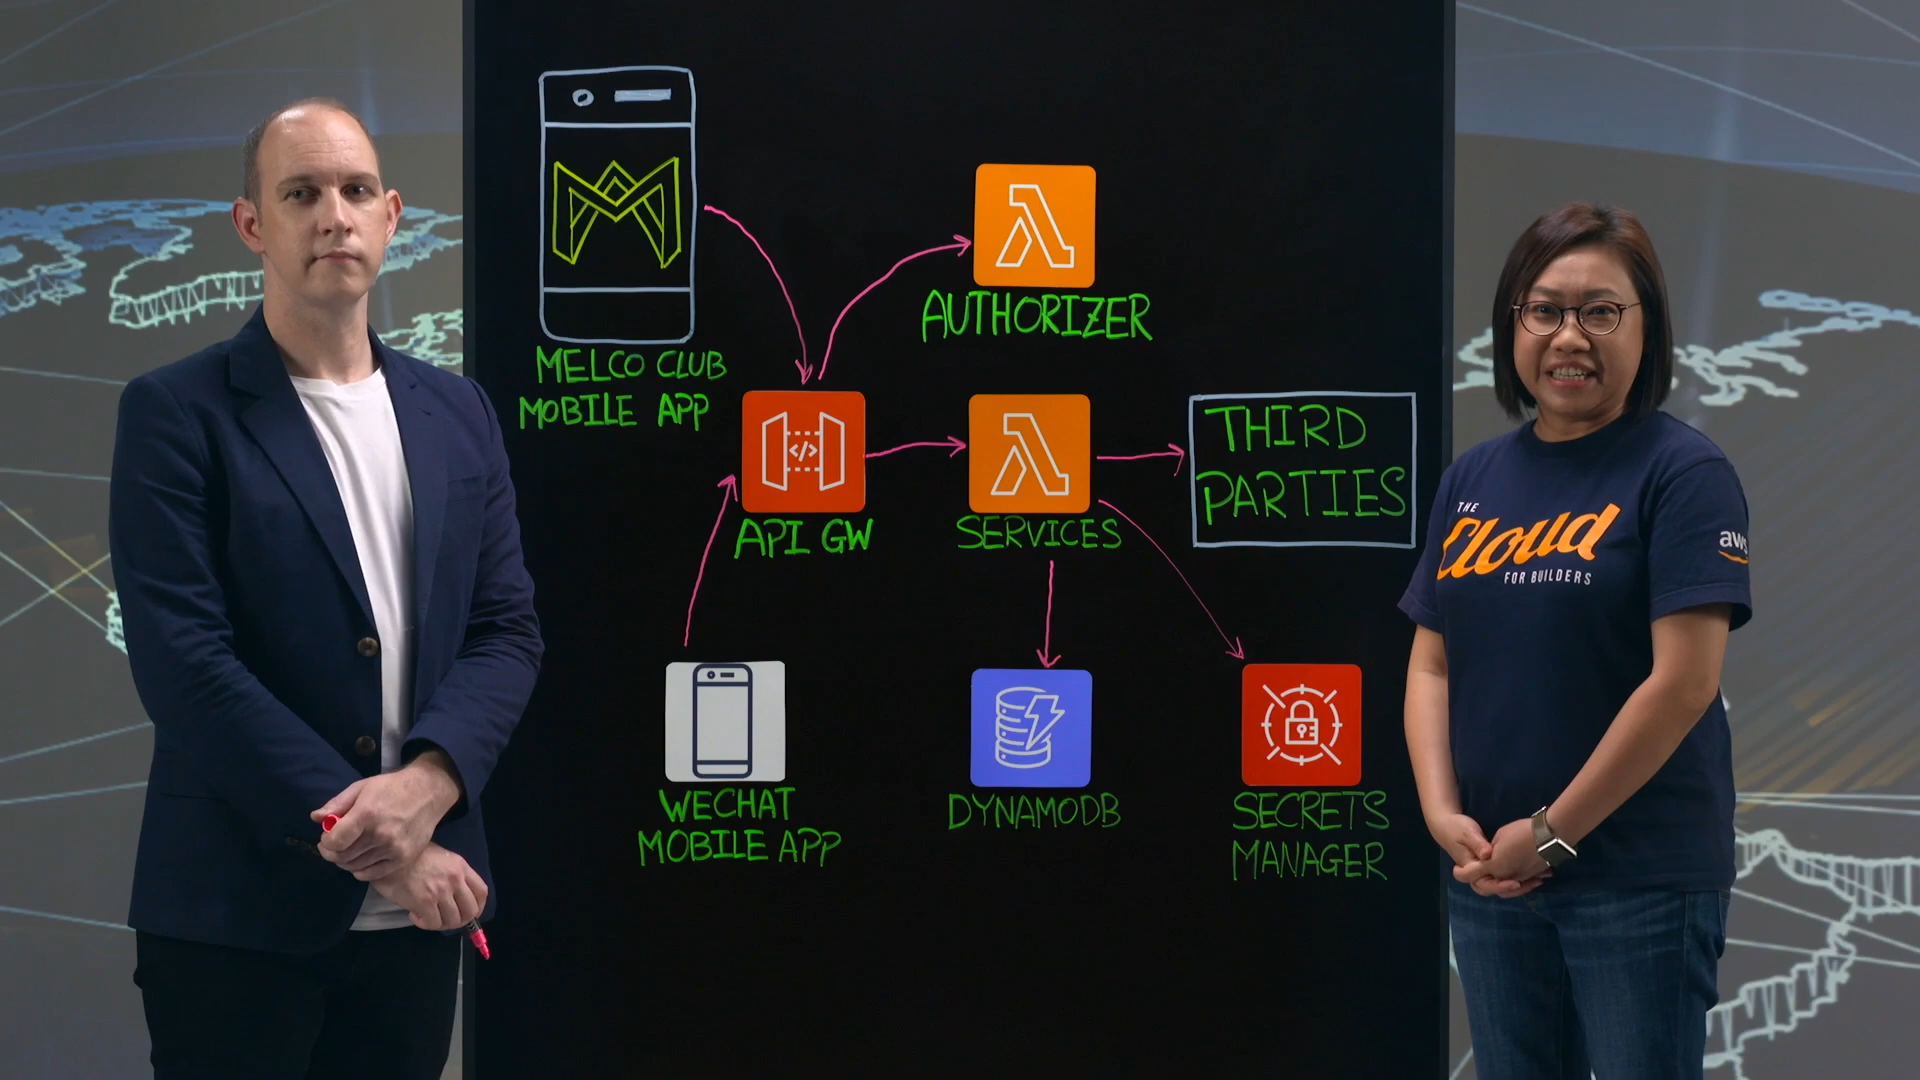 MELCO CLUB
MOBILE APP
AUTHORIZER
</>
API GW
SERVICES
THIRD
PARTIES
WECHAT
MOBILE APP
DYNAMODB
SECRETS
MANAGER
THE
Cloud
FOR BUILDERS
aws